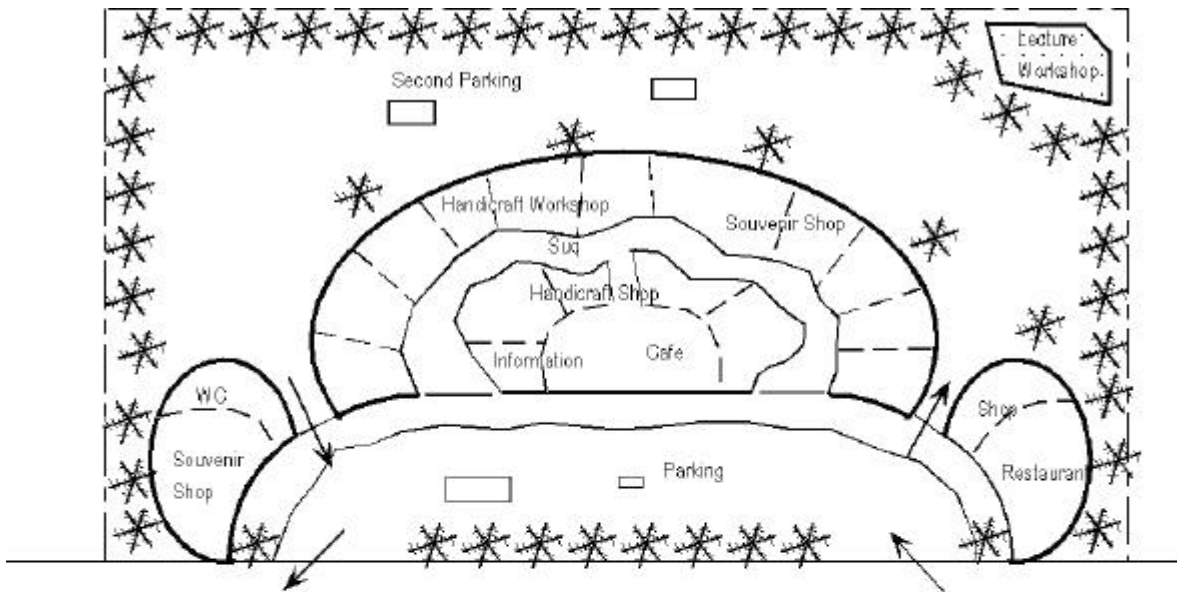 Lecture
Workshop
Second Parking
Handicraft Workshop
Souvenir Shop
Suq
Handicraft Shop
Information
Cafe
WC
Shop
Souvenir
Shop
Parking
Restaurant